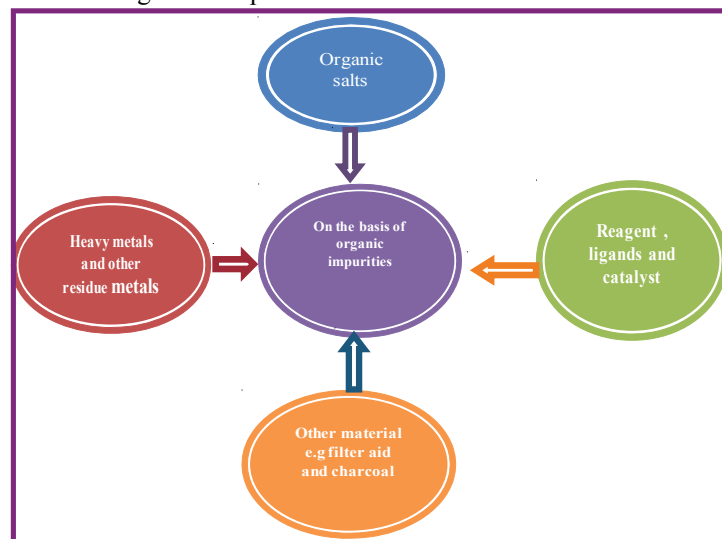 Organic
salts
On the basis of
organic
impurities
Heavy metals
and other
residue metals
Reagent ,
ligands and
catalyst
Other material
e.g filter aid
and charcoal